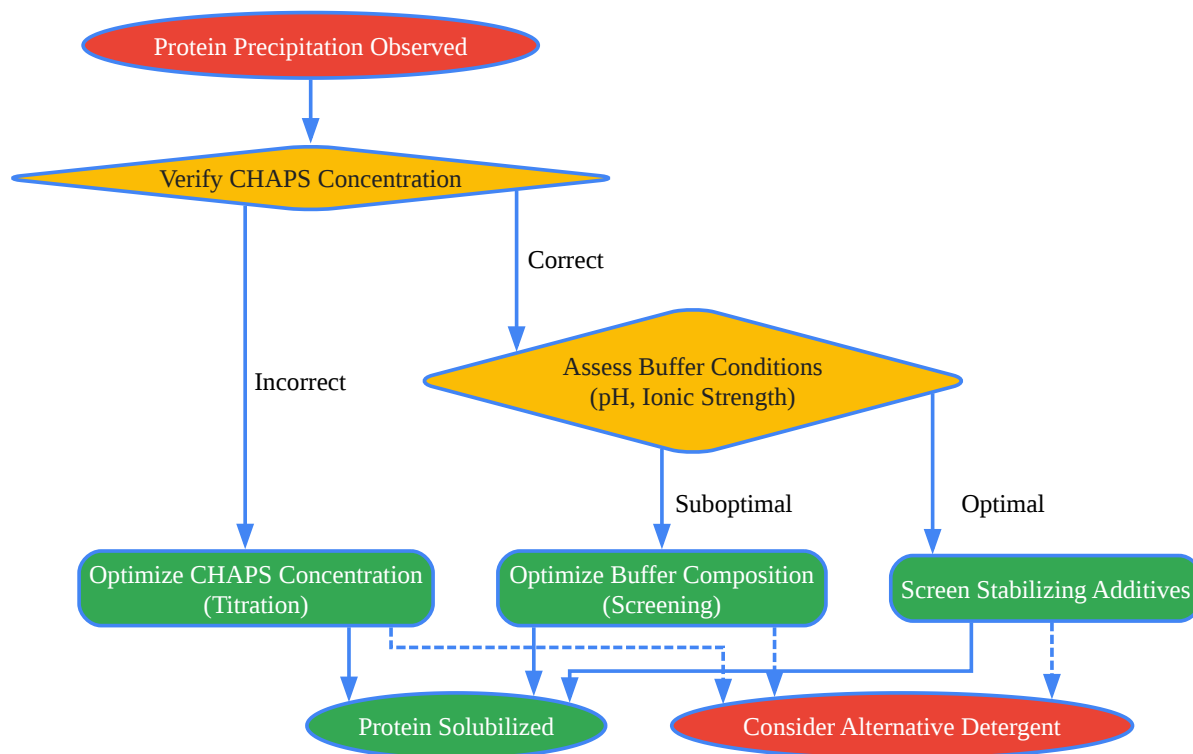 Protein Precipitation Observed
Verify CHAPS Concentration
Correct
Assess Buffer Conditions
(pH, Ionic Strength)
Incorrect
Suboptimal
Optimal
Optimize CHAPS Concentration
(Titration)
Optimize Buffer Composition
(Screening)
Screen Stabilizing Additives
Protein Solubilized
Consider Alternative Detergent